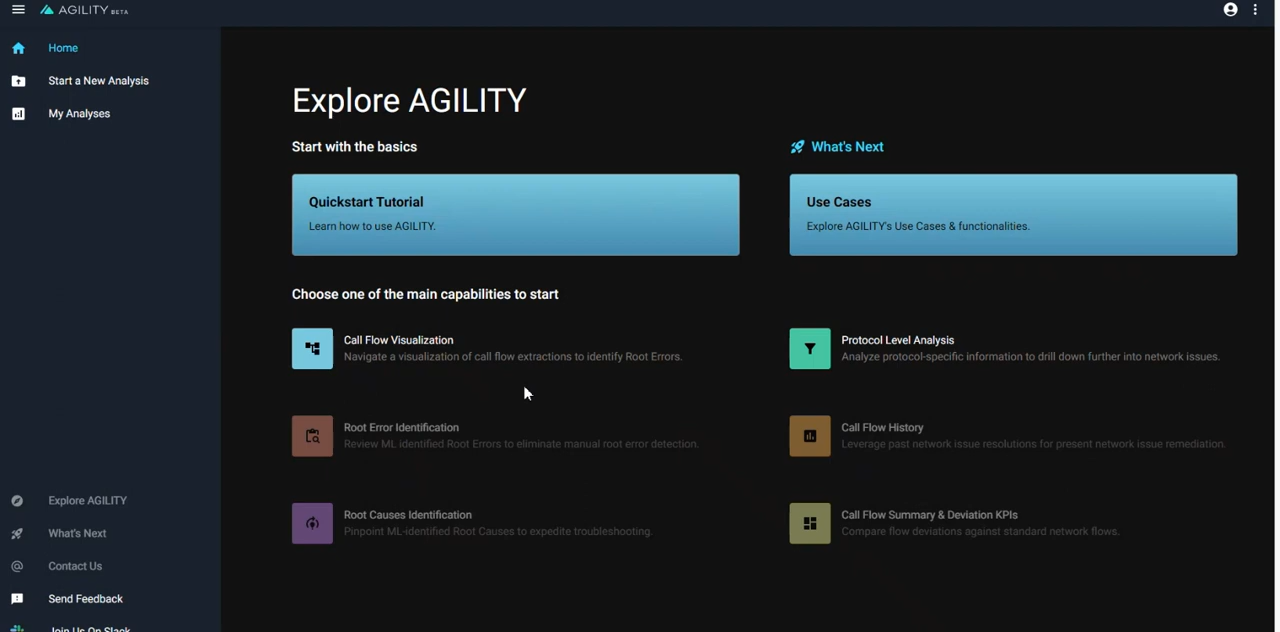 AGILITY BETA
Home
Start a New Analysis
My Analyses
Explore AGILITY
Start with the basics
What's Next
Quickstart Tutorial
Learn how to use AGILITY.
Use Cases
Explore AGILITY's Use Cases & functionalities.
Choose one of the main capabilities to start
Call Flow Visualization
Navigate a visualization of call flow extractions to identify Root Errors.
Protocol Level Analysis
Analyze protocol-specific information to drill down further into network issues.
Root Error Identification
Review ML identified Root Errors to eliminate manual root error detection.
Call Flow History
Leverage past network issue resolutions for present network issue remediation.
Root Causes Identification
Pinpoint ML-identified Root Causes to expedite troubleshooting.
Call Flow Summary & Deviation KPIs
Compare flow deviations against standard network flows.
Explore AGILITY
What's Next
Contact Us
Send Feedback
Join Us On Slack